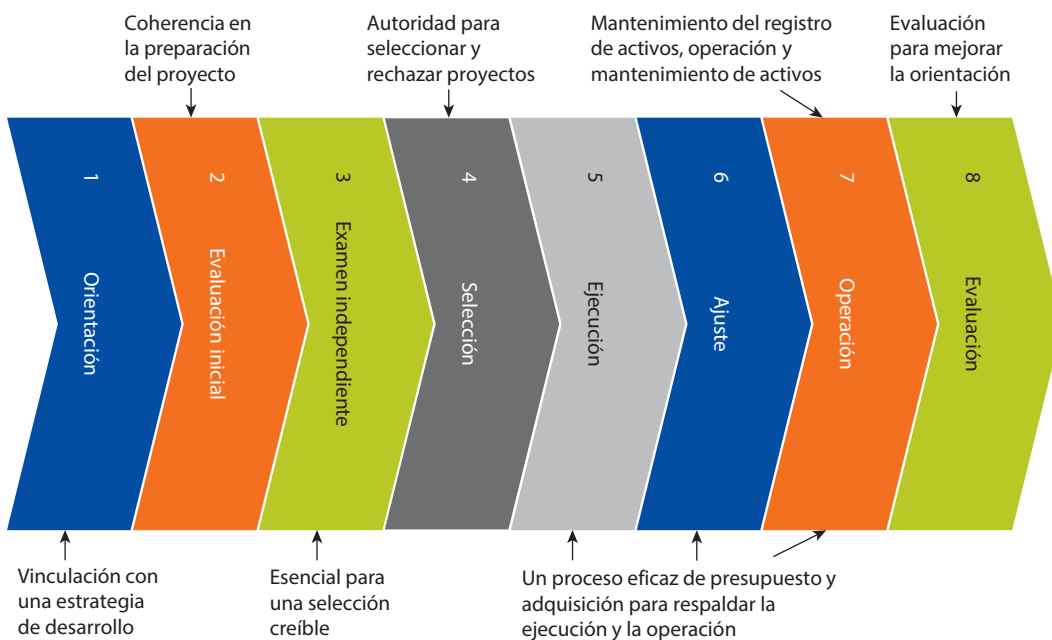 Coherencia en
la preparación
del proyecto
Autoridad para
seleccionar y
rechazar proyectos
Mantenimiento del registro
de activos, operación y
mantenimiento de activos
Evaluación
para mejorar
la orientación
1 Orientación
2 Evaluación inicial
3 Examen independiente
4 Selección
5 Ejecución
6 Ajuste
7 Operación
8 Evaluación
Vinculación con
una estrategia
de desarrollo
Esencial para
una selección
creíble
Un proceso eficaz de presupuesto y
adquisición para respaldar la
ejecución y la operación